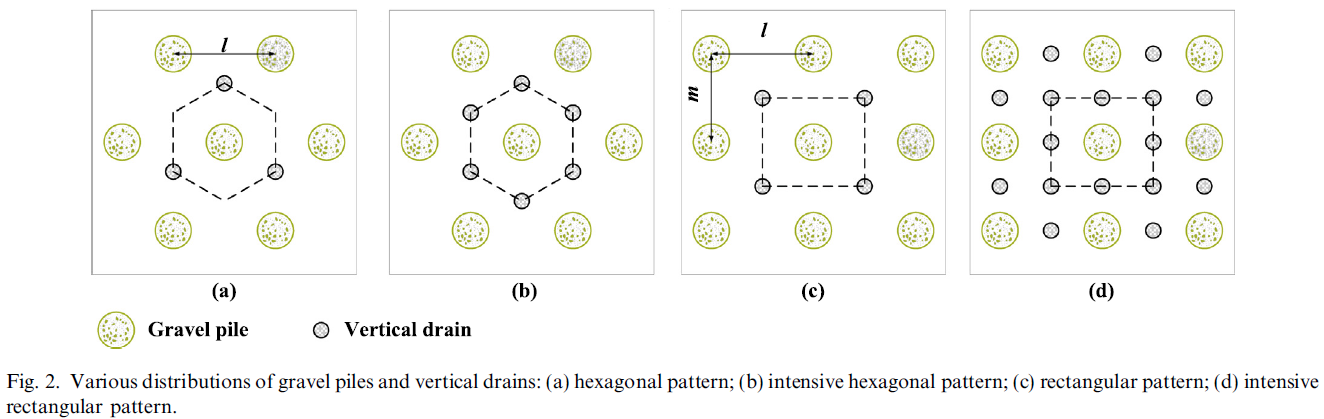 l
l
m
(a)
(b)
(c)
(d)
Gravel pile
Vertical drain
Fig. 2. Various distributions of gravel piles and vertical drains: (a) hexagonal pattern; (b) intensive hexagonal pattern; (c) rectangular pattern; (d) intensive
rectangular pattern.